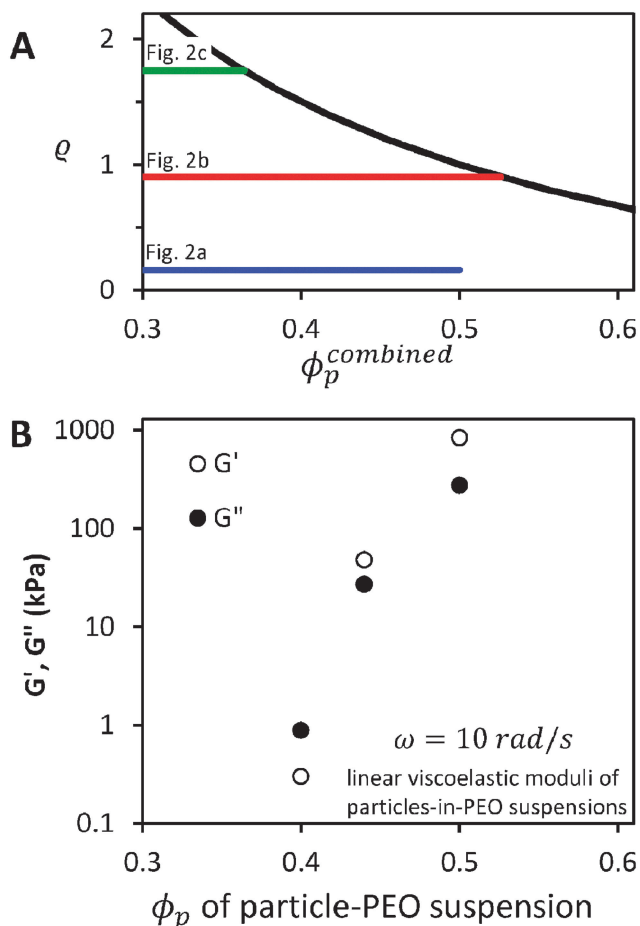 A
2
Fig. 2c
ϱ
1
Fig. 2b
Fig. 2a
0
0.3 0.4 0.5 0.6
ϕ_p^{combined}
B
1000
G'
100
G''
G', G'' (kPa)
10
1
ω = 10 rad/s
linear viscoelastic moduli of
particles-in-PEO suspensions
0.1
0.3 0.4 0.5 0.6
ϕ_p of particle-PEO suspension